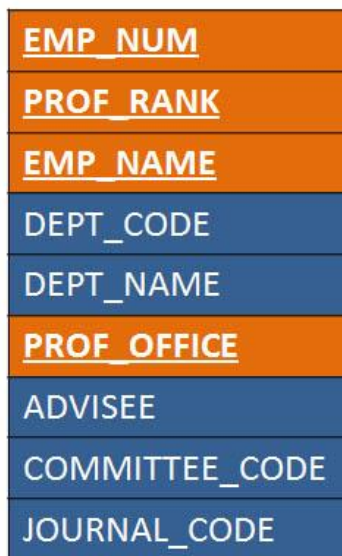 EMP_NUM
PROF_RANK
EMP_NAME
DEPT_CODE
DEPT_NAME
PROF_OFFICE
ADVISEE
COMMITTEE_CODE
JOURNAL_CODE